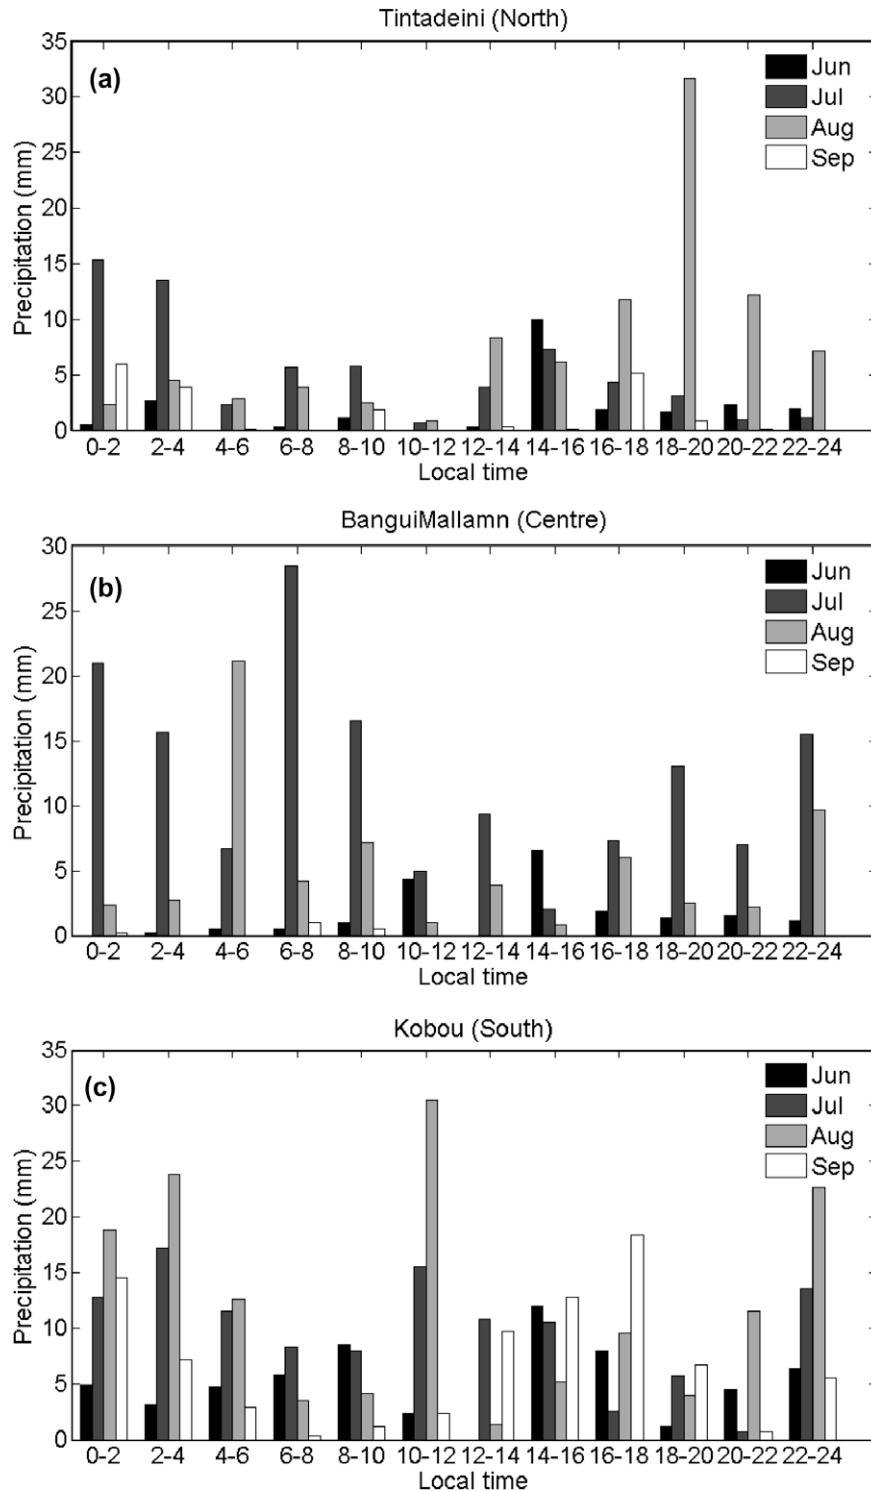 Tintadeini (North)
(a)
Jun
Jul
Aug
Sep
Precipitation (mm)
35
30
25
20
15
10
5
0
0-2 2-4 4-6 6-8 8-10 10-12 12-14 14-16 16-18 18-20 20-22 22-24
Local time
BanguiMallamn (Centre)
(b)
Jun
Jul
Aug
Sep
Precipitation (mm)
30
25
20
15
10
5
0
0-2 2-4 4-6 6-8 8-10 10-12 12-14 14-16 16-18 18-20 20-22 22-24
Local time
Kobou (South)
(c)
Jun
Jul
Aug
Sep
Precipitation (mm)
35
30
25
20
15
10
5
0
0-2 2-4 4-6 6-8 8-10 10-12 12-14 14-16 16-18 18-20 20-22 22-24
Local time